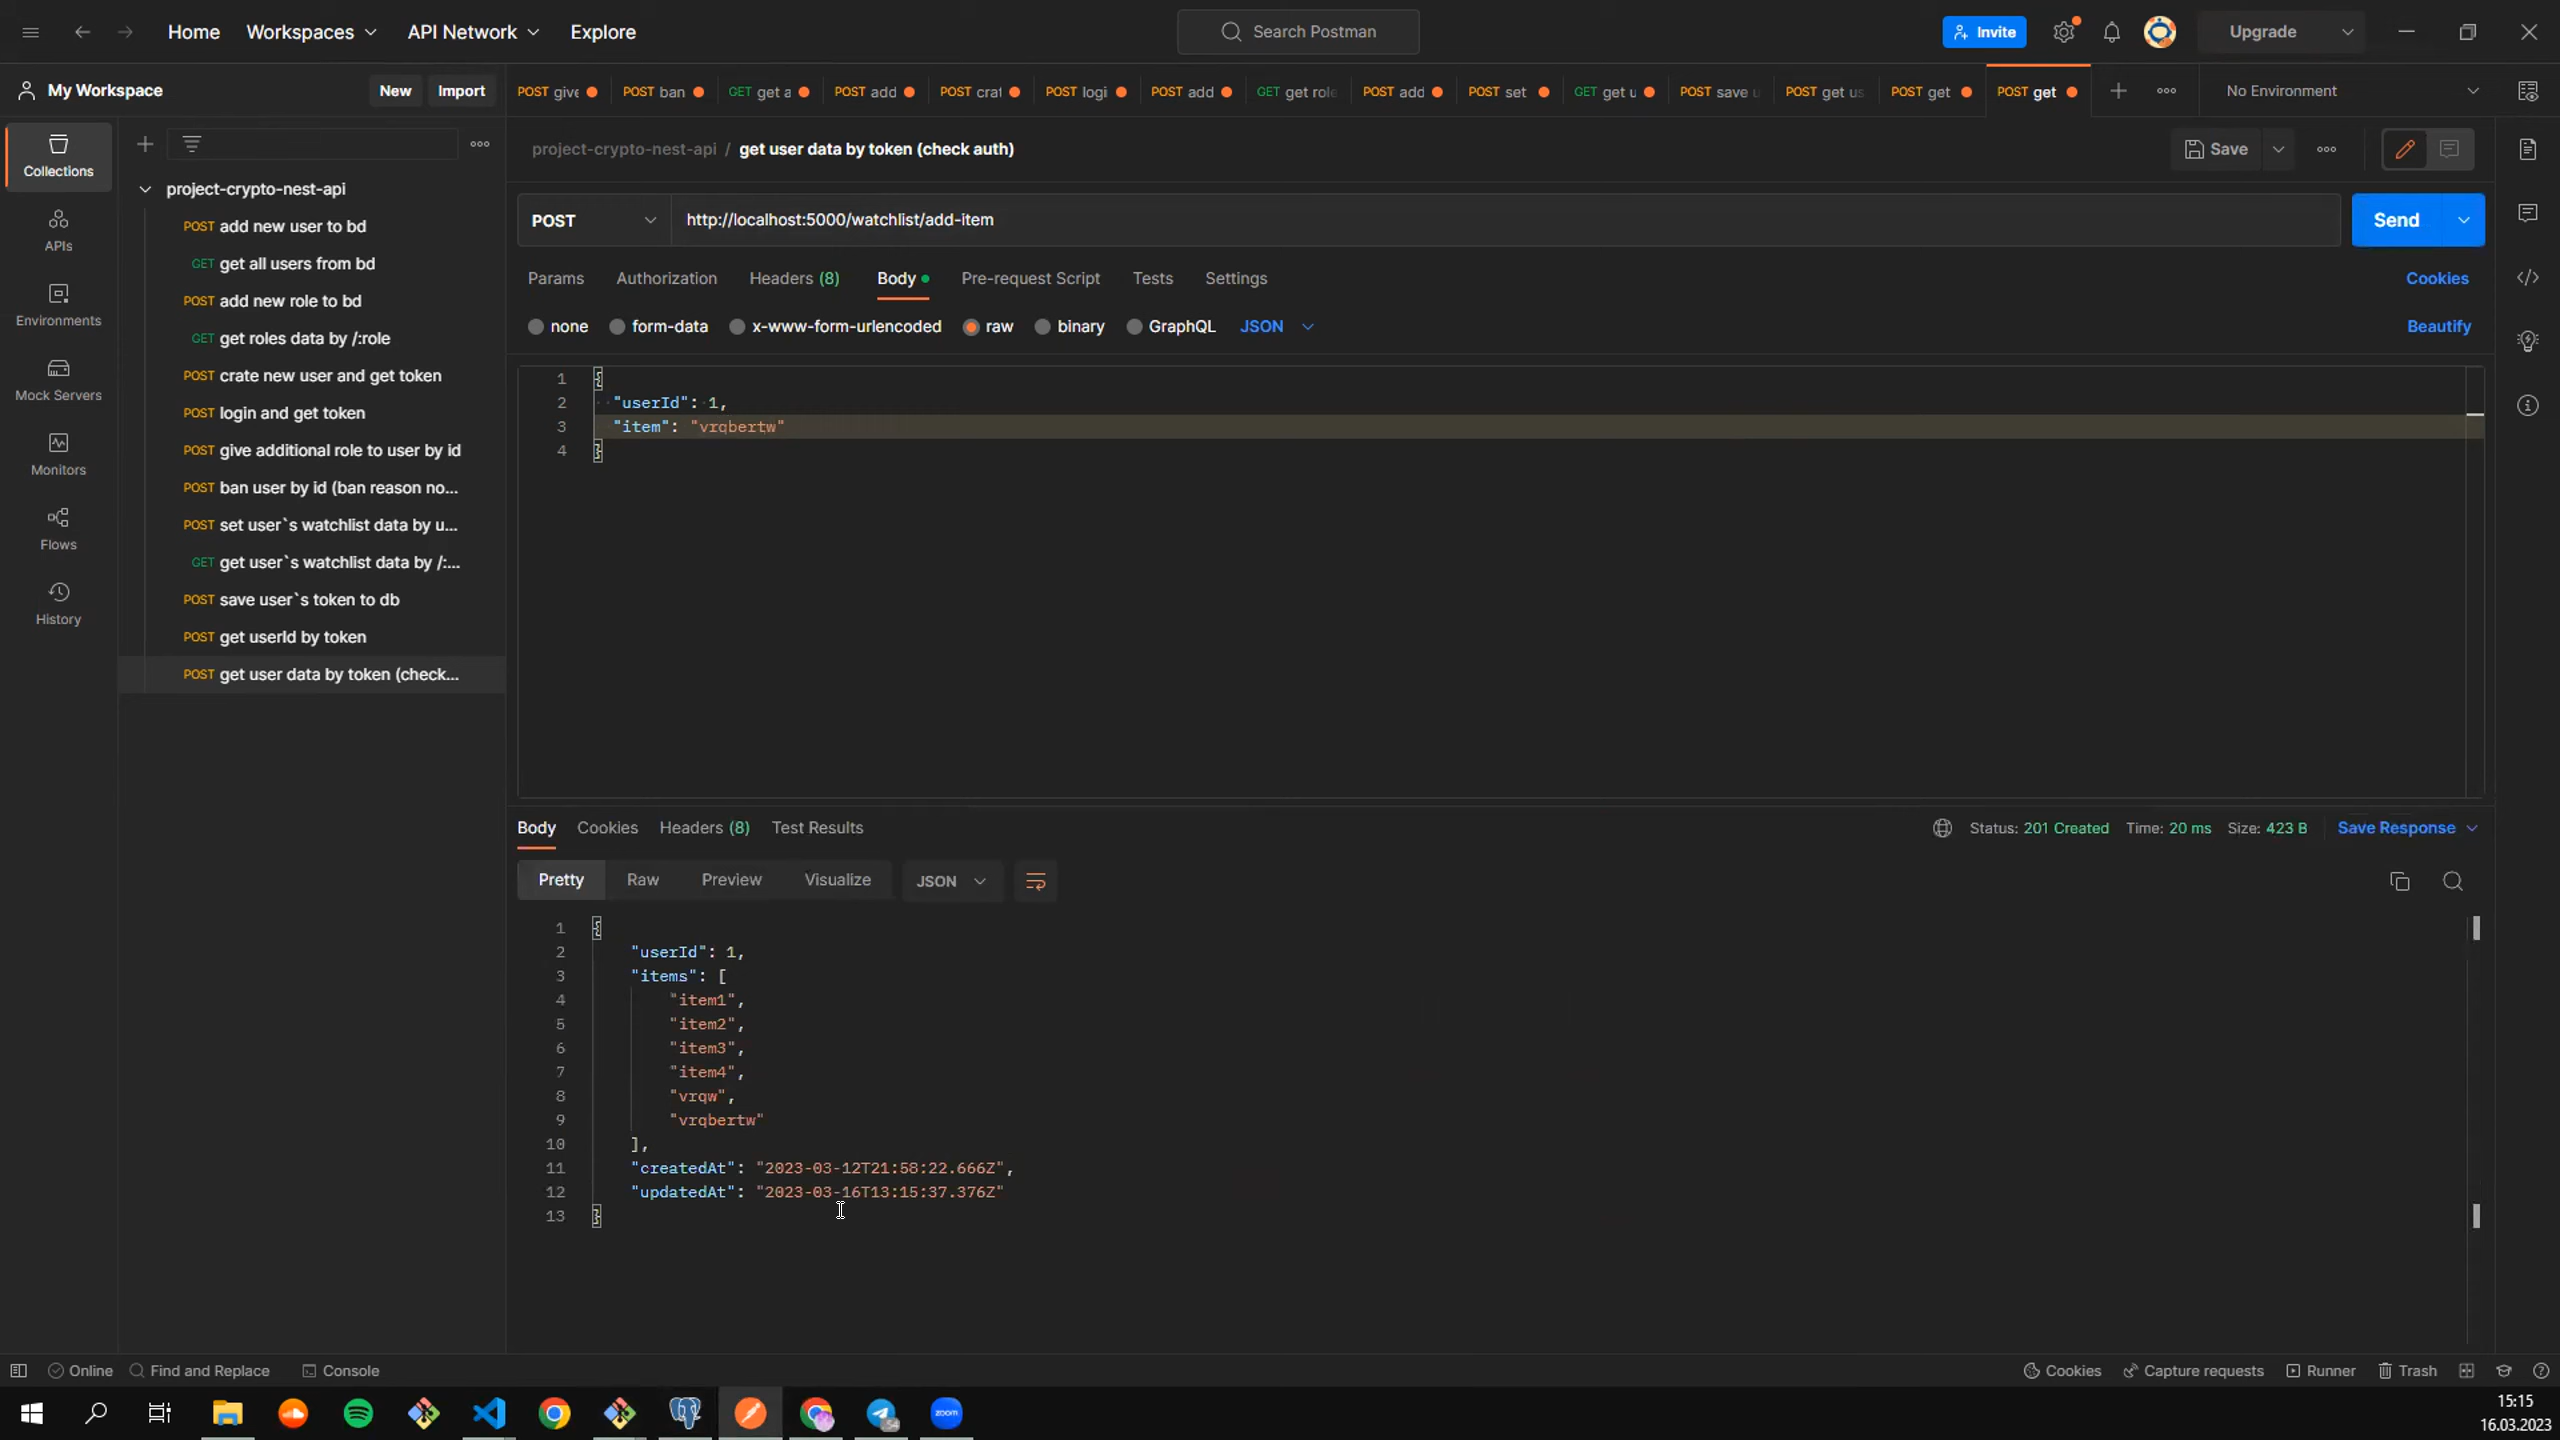 Home Workspaces API Network Explore Search Postman Invite Upgrade
My Workspace New Import
POST give POST ban GET get a POST add POST crat POST logi POST add GET get role POST add POST set GET get u POST save u POST get us POST get POST get No Environment
Collections
APIs
Environments
Mock Servers
Monitors
Flows
History
project-crypto-nest-api
POST add new user to bd
GET get all users from bd
POST add new role to bd
GET get roles data by /:role
POST crate new user and get token
POST login and get token
POST give additional role to user by id
POST ban user by id (ban reason no...
POST set user`s watchlist data by u...
GET get user`s watchlist data by /:...
POST save user`s token to db
POST get userId by token
POST get user data by token (check...
project-crypto-nest-api / get user data by token (check auth) Save
POST http://localhost:5000/watchlist/add-item Send
Params Authorization Headers (8) Body Pre-request Script Tests Settings Cookies
none form-data x-www-form-urlencoded raw binary GraphQL JSON Beautify
1 {
2 "userId": 1,
3 "item": "vrqbertw"
4 }
Body Cookies Headers (8) Test Results Status: 201 Created Time: 20 ms Size: 423 B Save Response
Pretty Raw Preview Visualize JSON
1 {
2 "userId": 1,
3 "items": [
4 "item1",
5 "item2",
6 "item3",
7 "item4",
8 "vrqw",
9 "vrqbertw"
10 ],
11 "createdAt": "2023-03-12T21:58:22.666Z",
12 "updatedAt": "2023-03-16T13:15:37.376Z"
13 }
Online Find and Replace Console Cookies Capture requests Runner Trash
54
zoom
15:15
16.03.2023